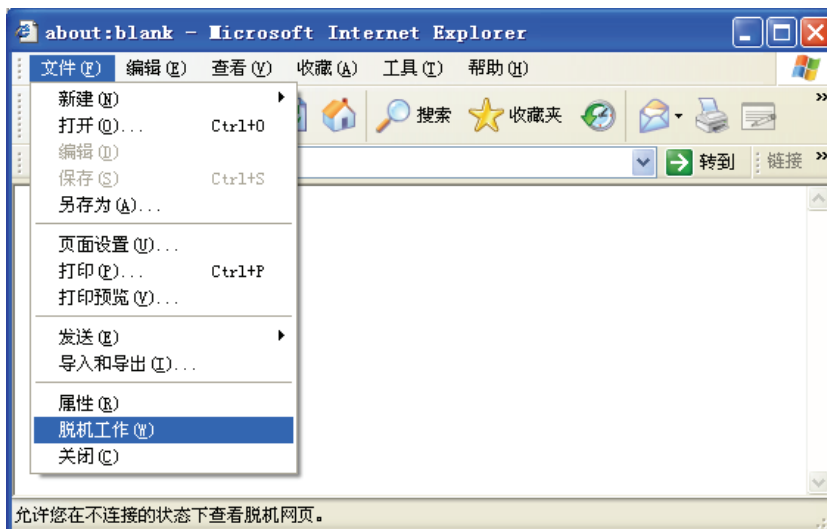 about:blank - Microsoft Internet Explorer
文件(F) 编辑(E) 查看(V) 收藏(A) 工具(T) 帮助(H)
搜索 收藏夹 »
转到 链接 »
新建(N)
打开(O)... Ctrl+O
编辑(D)
保存(S) Ctrl+S
另存为(A)...
页面设置(U)...
打印(P)... Ctrl+P
打印预览(V)...
发送(E)
导入和导出(I)...
属性(R)
脱机工作(W)
关闭(C)
允许您在不连接的状态下查看脱机网页。